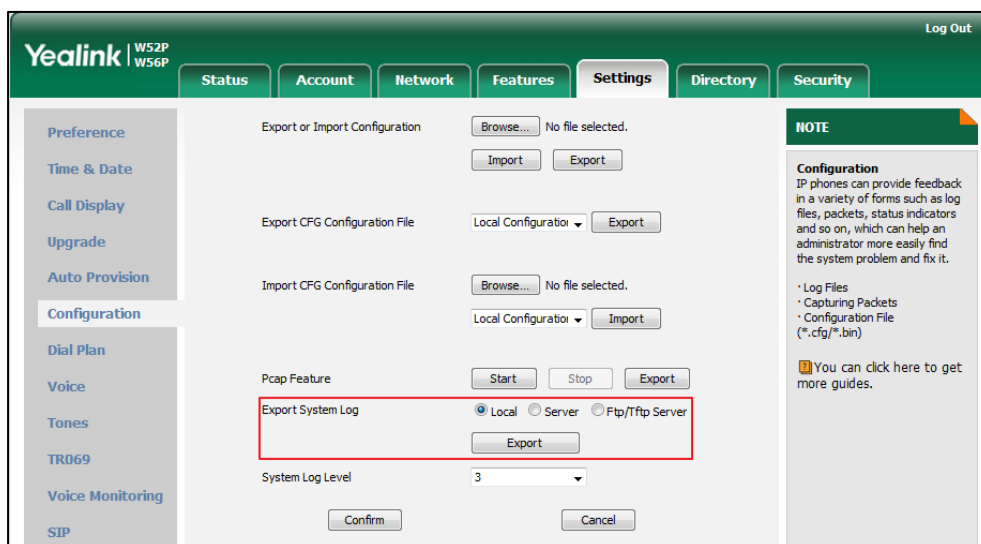 Log Out
Yealink W52P W56P
Status Account Network Features Settings Directory Security
Preference
Time & Date
Call Display
Upgrade
Auto Provision
Configuration
Dial Plan
Voice
Tones
TR069
Voice Monitoring
SIP
Export or Import Configuration Browse... No file selected.
Import Export
Export CFG Configuration File Local Configuration Export
Import CFG Configuration File Browse... No file selected.
Local Configuration Import
Pcap Feature Start Stop Export
Export System Log Local Server Ftp/Tftp Server
Export
System Log Level 3
Confirm Cancel
NOTE
Configuration
IP phones can provide feedback
in a variety of forms such as log
files, packets, status indicators
and so on, which can help an
administrator more easily find
the system problem and fix it.
· Log Files
· Capturing Packets
· Configuration File
(*.cfg/*.bin)
You can click here to get
more guides.